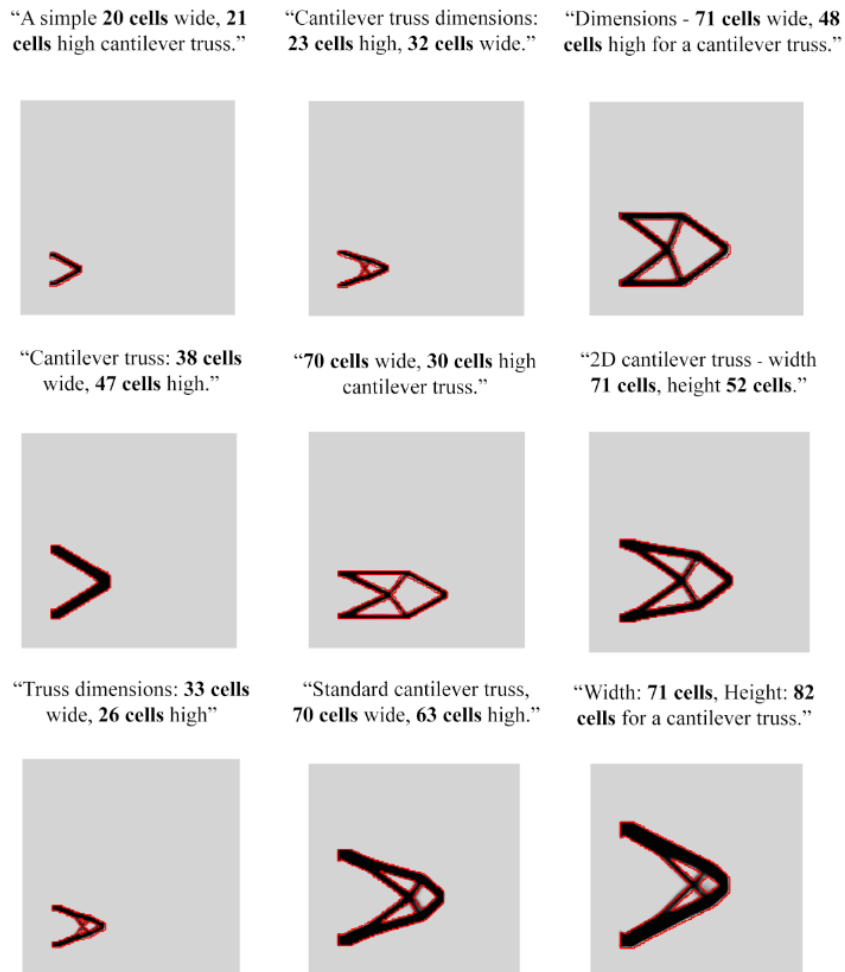 “A simple 20 cells wide, 21
cells high cantilever truss.”
“Cantilever truss dimensions:
23 cells high, 32 cells wide.”
“Dimensions - 71 cells wide, 48
cells high for a cantilever truss.”
“Cantilever truss: 38 cells
wide, 47 cells high.”
“70 cells wide, 30 cells high
cantilever truss.”
“2D cantilever truss - width
71 cells, height 52 cells.”
“Truss dimensions: 33 cells
wide, 26 cells high”
“Standard cantilever truss,
70 cells wide, 63 cells high.”
“Width: 71 cells, Height: 82
cells for a cantilever truss.”